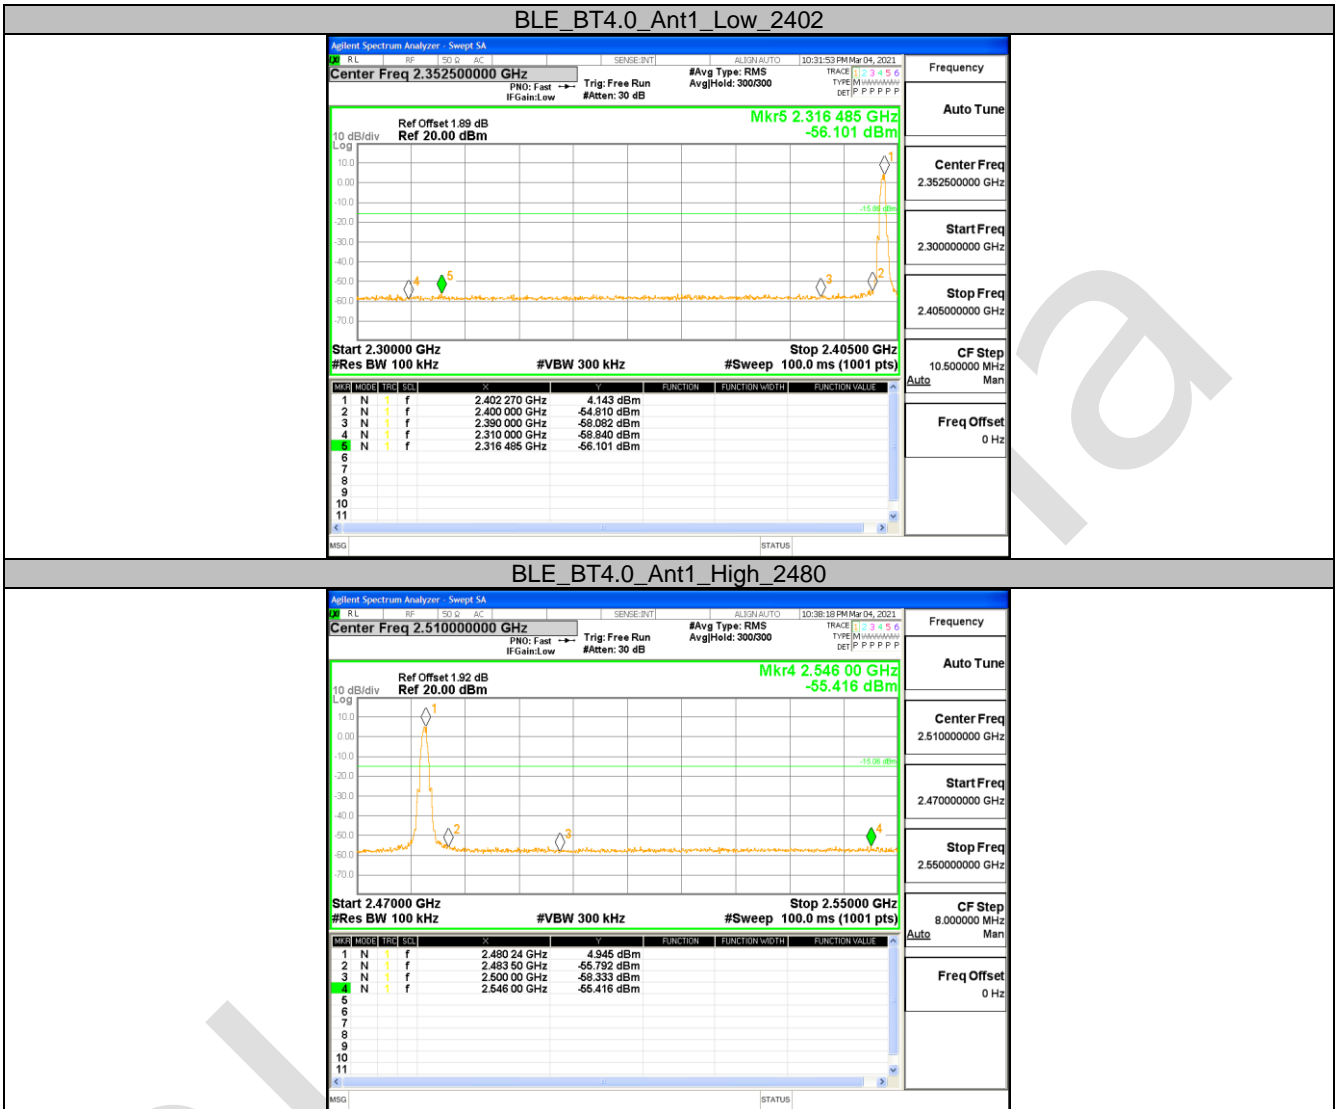 BLE_BT4.0_Ant1_Low_2402
Agilent Spectrum Analyzer - Swept SA
RL RF 50 Ω AC SENSE:INT ALIGN AUTO 10:31:53 PM Mar 04, 2021
Center Freq 2.352500000 GHz
PNO: Fast
IFGain:Low
Trig: Free Run
#Atten: 30 dB
#Avg Type: RMS
Avg|Hold: 300/300
TRACE 1 2 3 4 5 6
TYPE M
DET P P P P P P
Frequency
Auto Tune
Center Freq
2.352500000 GHz
Start Freq
2.300000000 GHz
Stop Freq
2.405000000 GHz
CF Step
10.500000 MHz
Auto Man
Freq Offset
0 Hz
Mkr5 2.316 485 GHz
-56.101 dBm
Ref Offset 1.89 dB
10 dB/div Ref 20.00 dBm
Log
10.0
0.00
-10.0
-20.0
-30.0
-40.0
-50.0
-60.0
-70.0
1
2
3
4
5
Start 2.30000 GHz Stop 2.40500 GHz
#Res BW 100 kHz #VBW 300 kHz #Sweep 100.0 ms (1001 pts)
MKR MODE TRC SCL X Y FUNCTION FUNCTION WIDTH FUNCTION VALUE
1 N 1 f 2.402 270 GHz 4.143 dBm
2 N 1 f 2.400 000 GHz -54.810 dBm
3 N 1 f 2.390 000 GHz -58.082 dBm
4 N 1 f 2.310 000 GHz -58.840 dBm
5 N 1 f 2.316 485 GHz -56.101 dBm
6
7
8
9
10
11
MSG STATUS
BLE_BT4.0_Ant1_High_2480
Agilent Spectrum Analyzer - Swept SA
RL RF 50 Ω AC SENSE:INT ALIGN AUTO 10:38:18 PM Mar 04, 2021
Center Freq 2.510000000 GHz
PNO: Fast
IFGain:Low
Trig: Free Run
#Atten: 30 dB
#Avg Type: RMS
Avg|Hold: 300/300
TRACE 1 2 3 4 5 6
TYPE M
DET P P P P P P
Frequency
Auto Tune
Center Freq
2.510000000 GHz
Start Freq
2.470000000 GHz
Stop Freq
2.550000000 GHz
CF Step
8.000000 MHz
Auto Man
Freq Offset
0 Hz
Mkr4 2.546 00 GHz
-55.416 dBm
Ref Offset 1.92 dB
10 dB/div Ref 20.00 dBm
Log
10.0
0.00
-10.0
-20.0
-30.0
-40.0
-50.0
-60.0
-70.0
-15.06 dBm
1
2
3
4
Start 2.47000 GHz Stop 2.55000 GHz
#Res BW 100 kHz #VBW 300 kHz #Sweep 100.0 ms (1001 pts)
MKR MODE TRC SCL X Y FUNCTION FUNCTION WIDTH FUNCTION VALUE
1 N 1 f 2.480 24 GHz 4.945 dBm
2 N 1 f 2.483 50 GHz -55.792 dBm
3 N 1 f 2.500 00 GHz -58.333 dBm
4 N 1 f 2.546 00 GHz -55.416 dBm
5
6
7
8
9
10
11
MSG STATUS